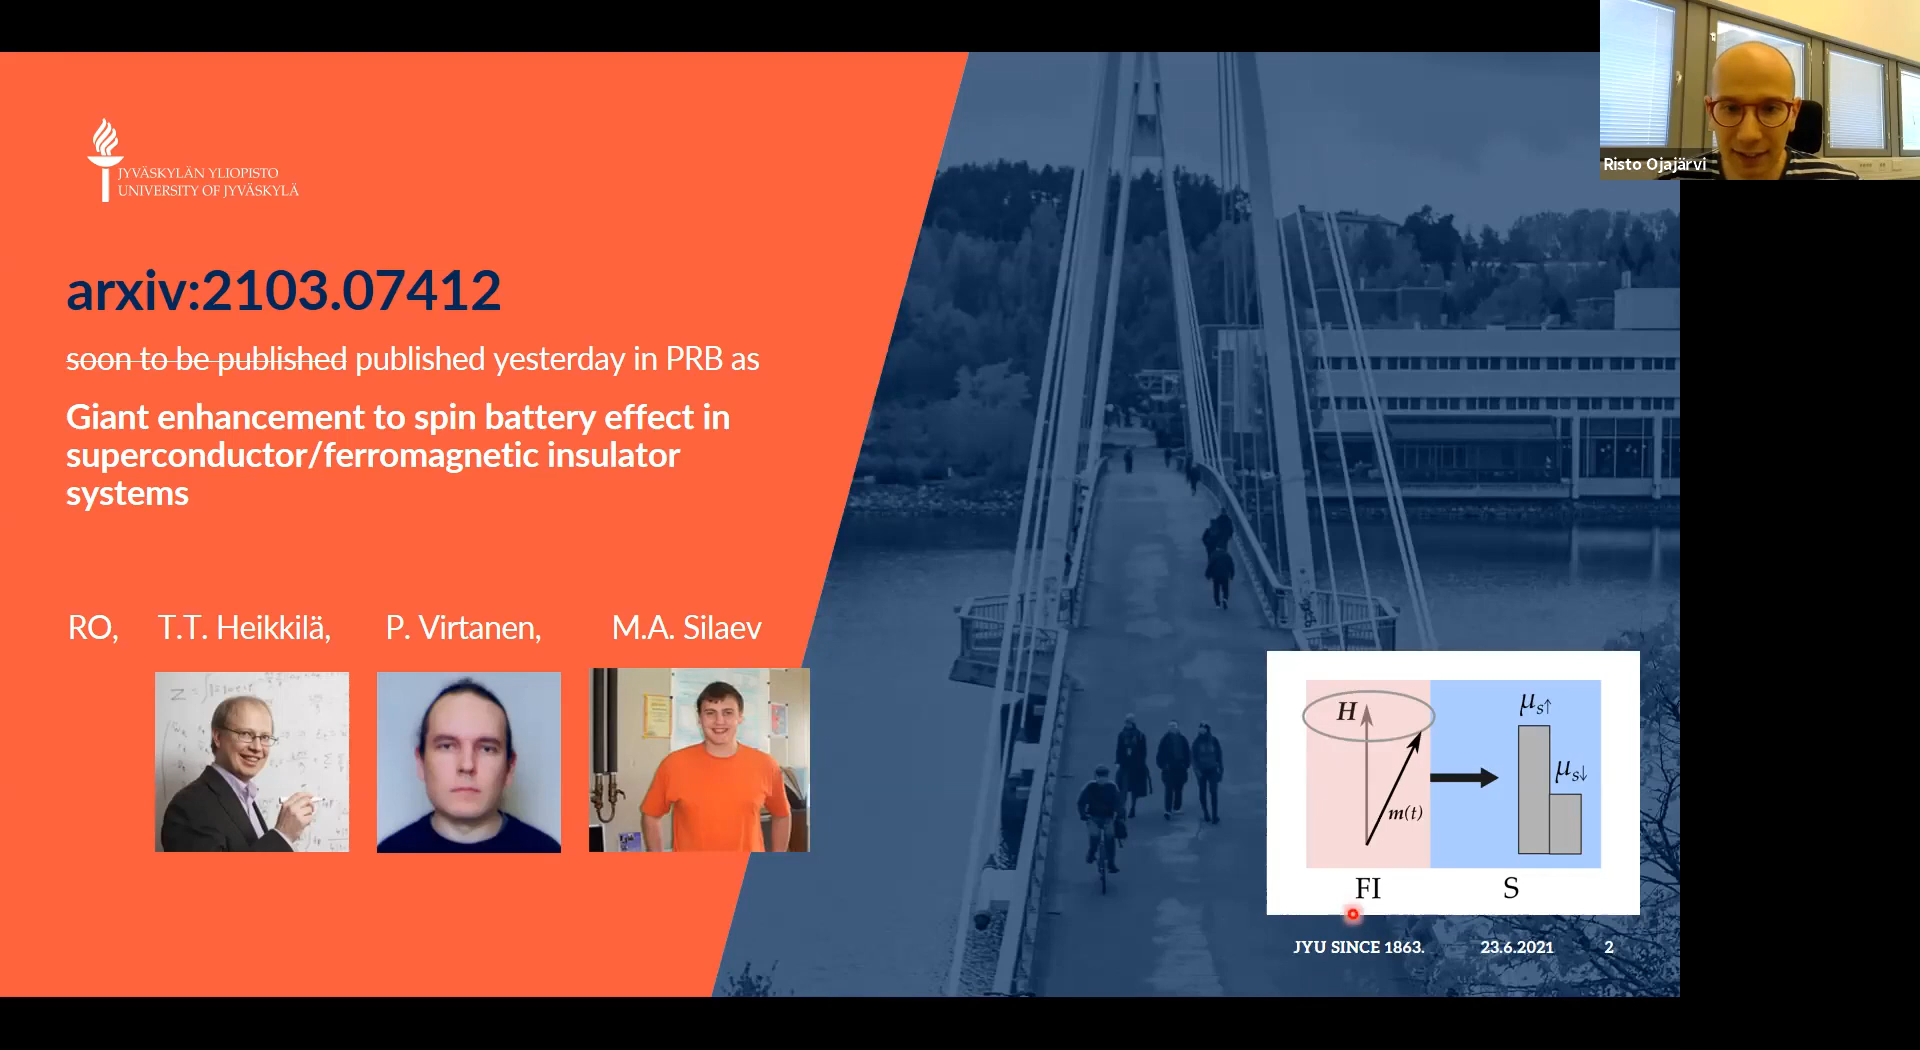 JYVÄSKYLÄN YLIOPISTO
UNIVERSITY OF JYVÄSKYLÄ
arxiv:2103.07412
soon to be published published yesterday in PRB as
Giant enhancement to spin battery effect in
superconductor/ferromagnetic insulator
systems
RO, T.T. Heikkilä, P. Virtanen, M.A. Silaev
Risto Ojajärvi
H
m(t)
μs↑
μs↓
FI
S
JYU SINCE 1863. 23.6.2021 2